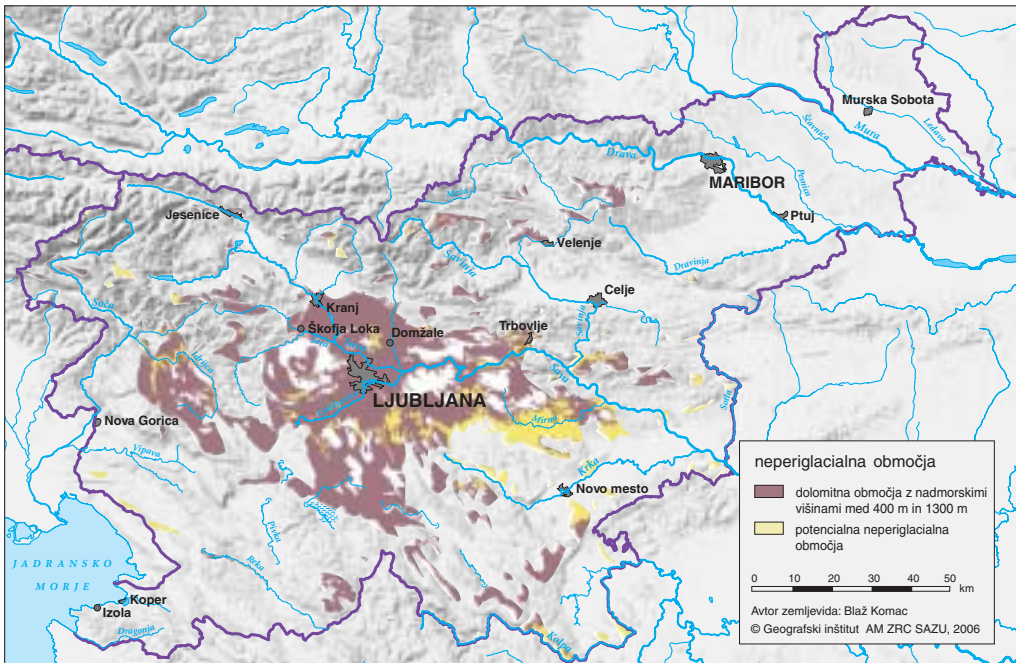 Murska Sobota
Ščavnica
Mura
Ledava
Drava
MARIBOR
Pesnica
Meža
Jesenice
Ptuj
Velenje
Savinja
Dravinja
Soča
Kranj
Celje
Škofja Loka
Domžale
Trbovlje
Savinja
Sora
Sava
Idrijca
LJUBLJANA
Sava
Sotla
Ljubljanica
Mirna
Nova Gorica
Vipava
Krka
Novo mesto
Pivka
Reka
JADRANSKO
MORJE
Koper
Izola
Dragonja
Kolpa
neperiglacialna območja
dolomitna območja z nadmorskimi
višinami med 400 m in 1300 m
potencialna neperiglacialna
območja
0 10 20 30 40 50
km
Avtor zemljevida: Blaž Komac
© Geografski inštitut AM ZRC SAZU, 2006